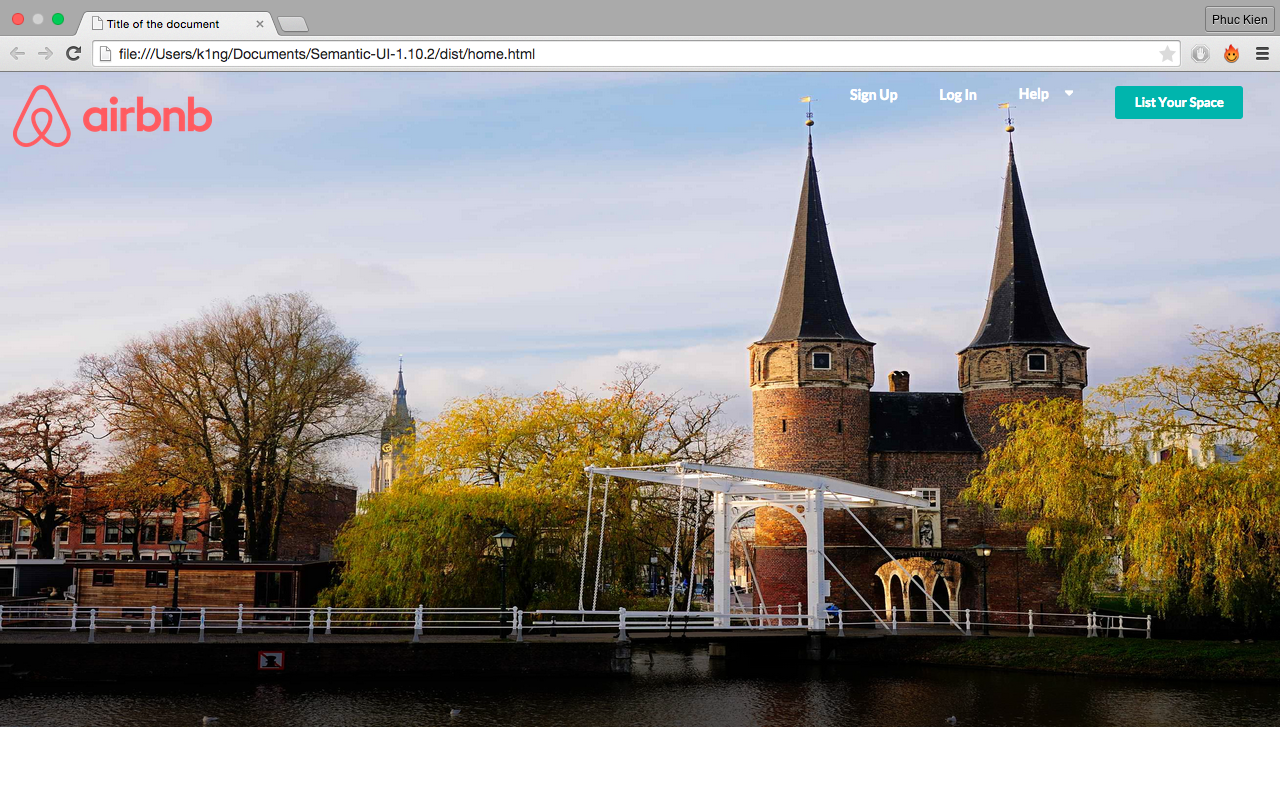 Title of the document
Phuc Kien
file:///Users/k1ng/Documents/Semantic-UI-1.10.2/dist/home.html
airbnb
Sign Up
Log In
Help
List Your Space